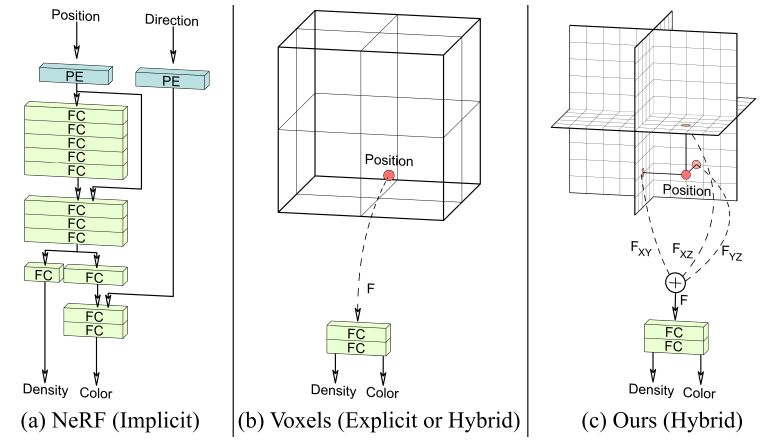 Position
Direction
PE
PE
FC
FC
FC
FC
FC
FC
FC
FC
FC
FC
FC
FC
Density
Color
(a) NeRF (Implicit)
Position
F
FC
FC
Density
Color
(b) Voxels (Explicit or Hybrid)
Position
F_XY
F_XZ
F_YZ
+
F
FC
FC
Density
Color
(c) Ours (Hybrid)